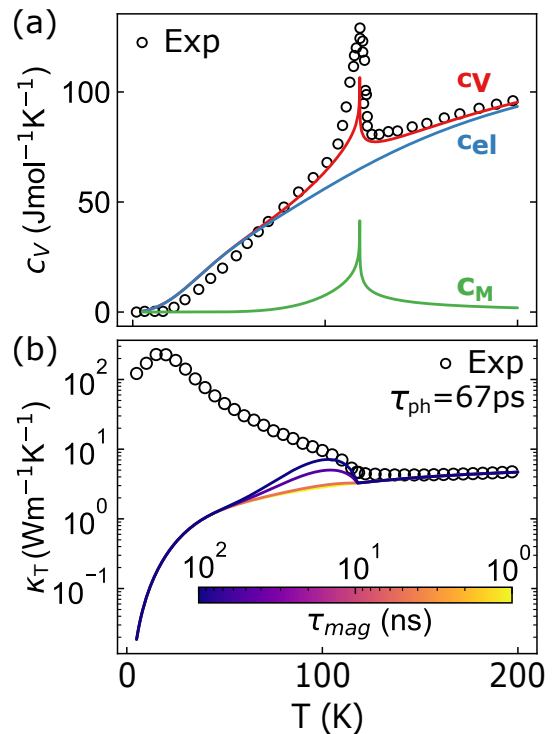 (a)
Exp
c_V
c_el
c_M
100
50
0
c_V (Jmol⁻¹K⁻¹)
(b)
Exp
τ_ph=67ps
10²
10¹
10⁰
10⁻¹
κ_T (Wm⁻¹K⁻¹)
10² 10¹ 10⁰
τ_mag (ns)
0 100 200
T (K)